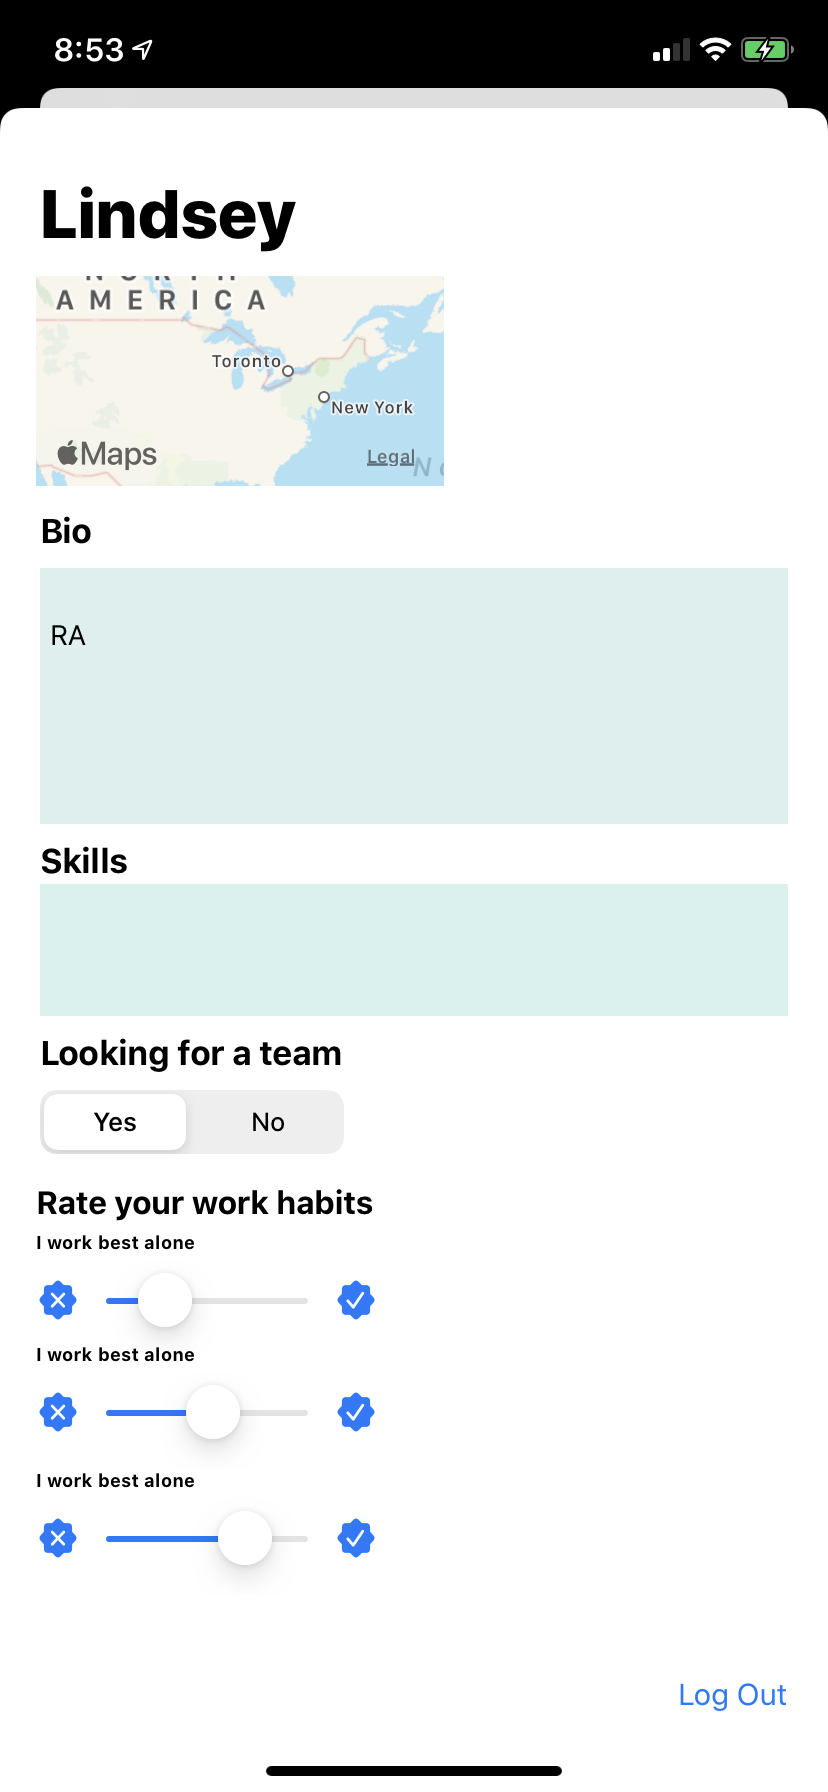 8:53
Lindsey
AMERICA
Toronto
New York
Maps
Legal
Bio
RA
Skills
Looking for a team
Yes No
Rate your work habits
I work best alone
I work best alone
I work best alone
Log Out